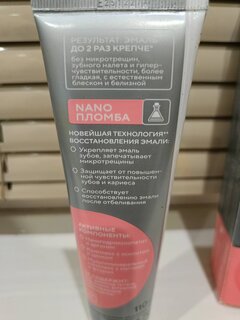 РЕЗУЛЬТАТ: ЭМАЛЬ
ДО 2 РАЗ КРЕПЧЕ*
без микротрещин,
зубного налета и гипер-
чувствительности, более
гладкая, с естественным
блеском и белизной
NANO
ПЛОМБА
НОВЕЙШАЯ ТЕХНОЛОГИЯ**
ВОССТАНОВЛЕНИЯ ЭМАЛИ:
Укрепляет эмаль
зубов, запечатывает
микротрещины
Защищает от повышен-
ной чувствительности
зубов и кариеса
Способствует
восстановлению эмали
после отбеливания
АКТИВНЫЕ
КОМПОНЕНТЫ:
110